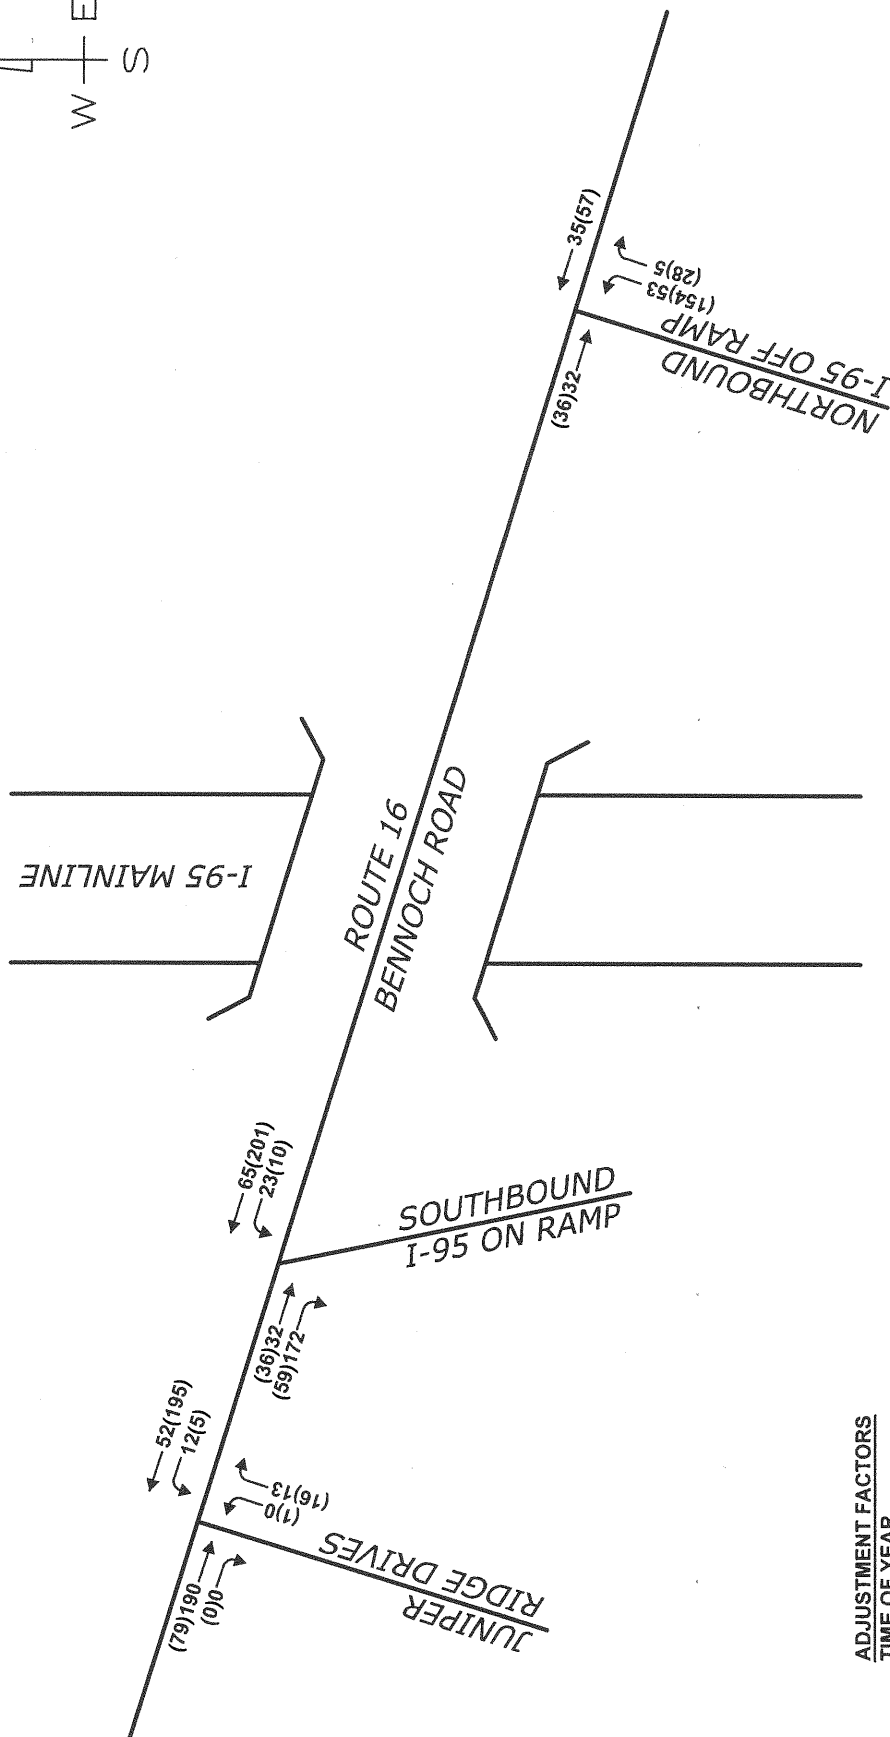 E
W
S
35(57)
(28)5
(154)53
NORTHBOUND
I-95 OFF RAMP
(36)32
I-95 MAINLINE
ROUTE 16
BENNOCH ROAD
65(201)
23(10)
SOUTHBOUND
I-95 ON RAMP
(36)32
(59)172
52(195)
12(5)
(16)13
(1)0
(79)190
(0)0
JUNIPER
RIDGE DRIVES
ADJUSTMENT FACTORS
TIME OF YEAR